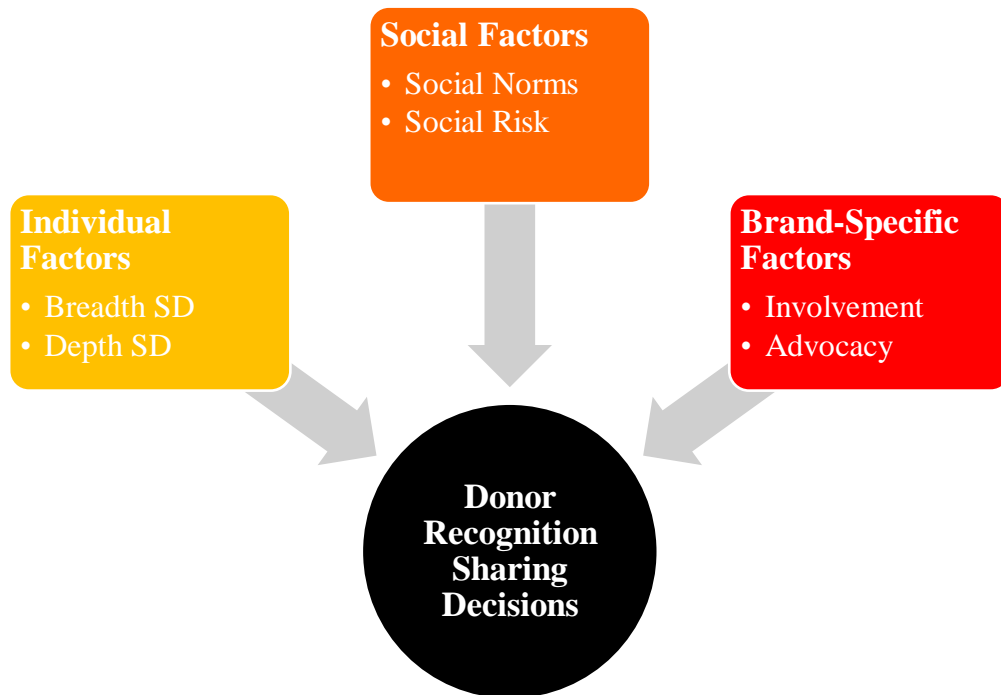 Social Factors
• Social Norms
• Social Risk
Individual
Factors
• Breadth SD
• Depth SD
Brand-Specific
Factors
• Involvement
• Advocacy
Donor
Recognition
Sharing
Decisions